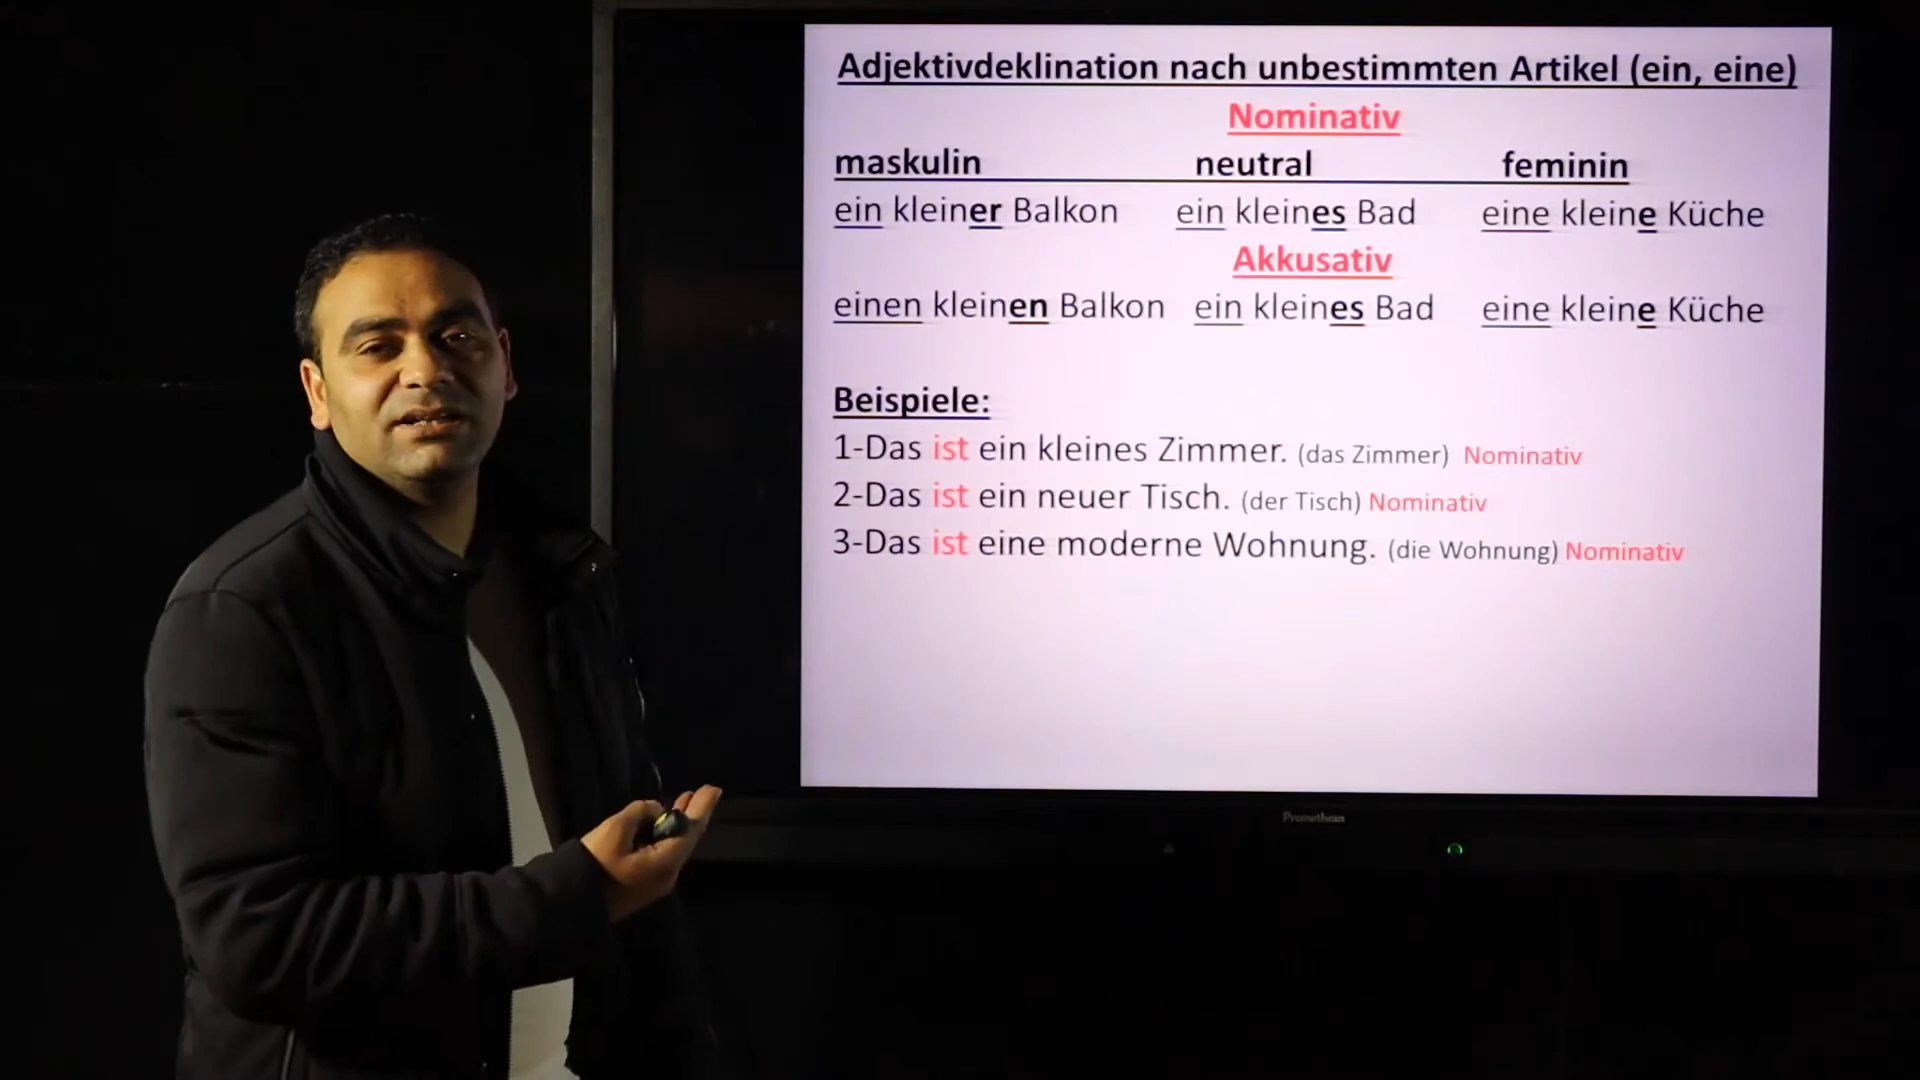 Adjektivdeklination nach unbestimmten Artikel (ein, eine)
Nominativ
maskulin neutral feminin
ein kleiner Balkon ein kleines Bad eine kleine Küche
Akkusativ
einen kleinen Balkon ein kleines Bad eine kleine Küche
Beispiele:
1-Das ist ein kleines Zimmer. (das Zimmer) Nominativ
2-Das ist ein neuer Tisch. (der Tisch) Nominativ
3-Das ist eine moderne Wohnung. (die Wohnung) Nominativ
Promethean